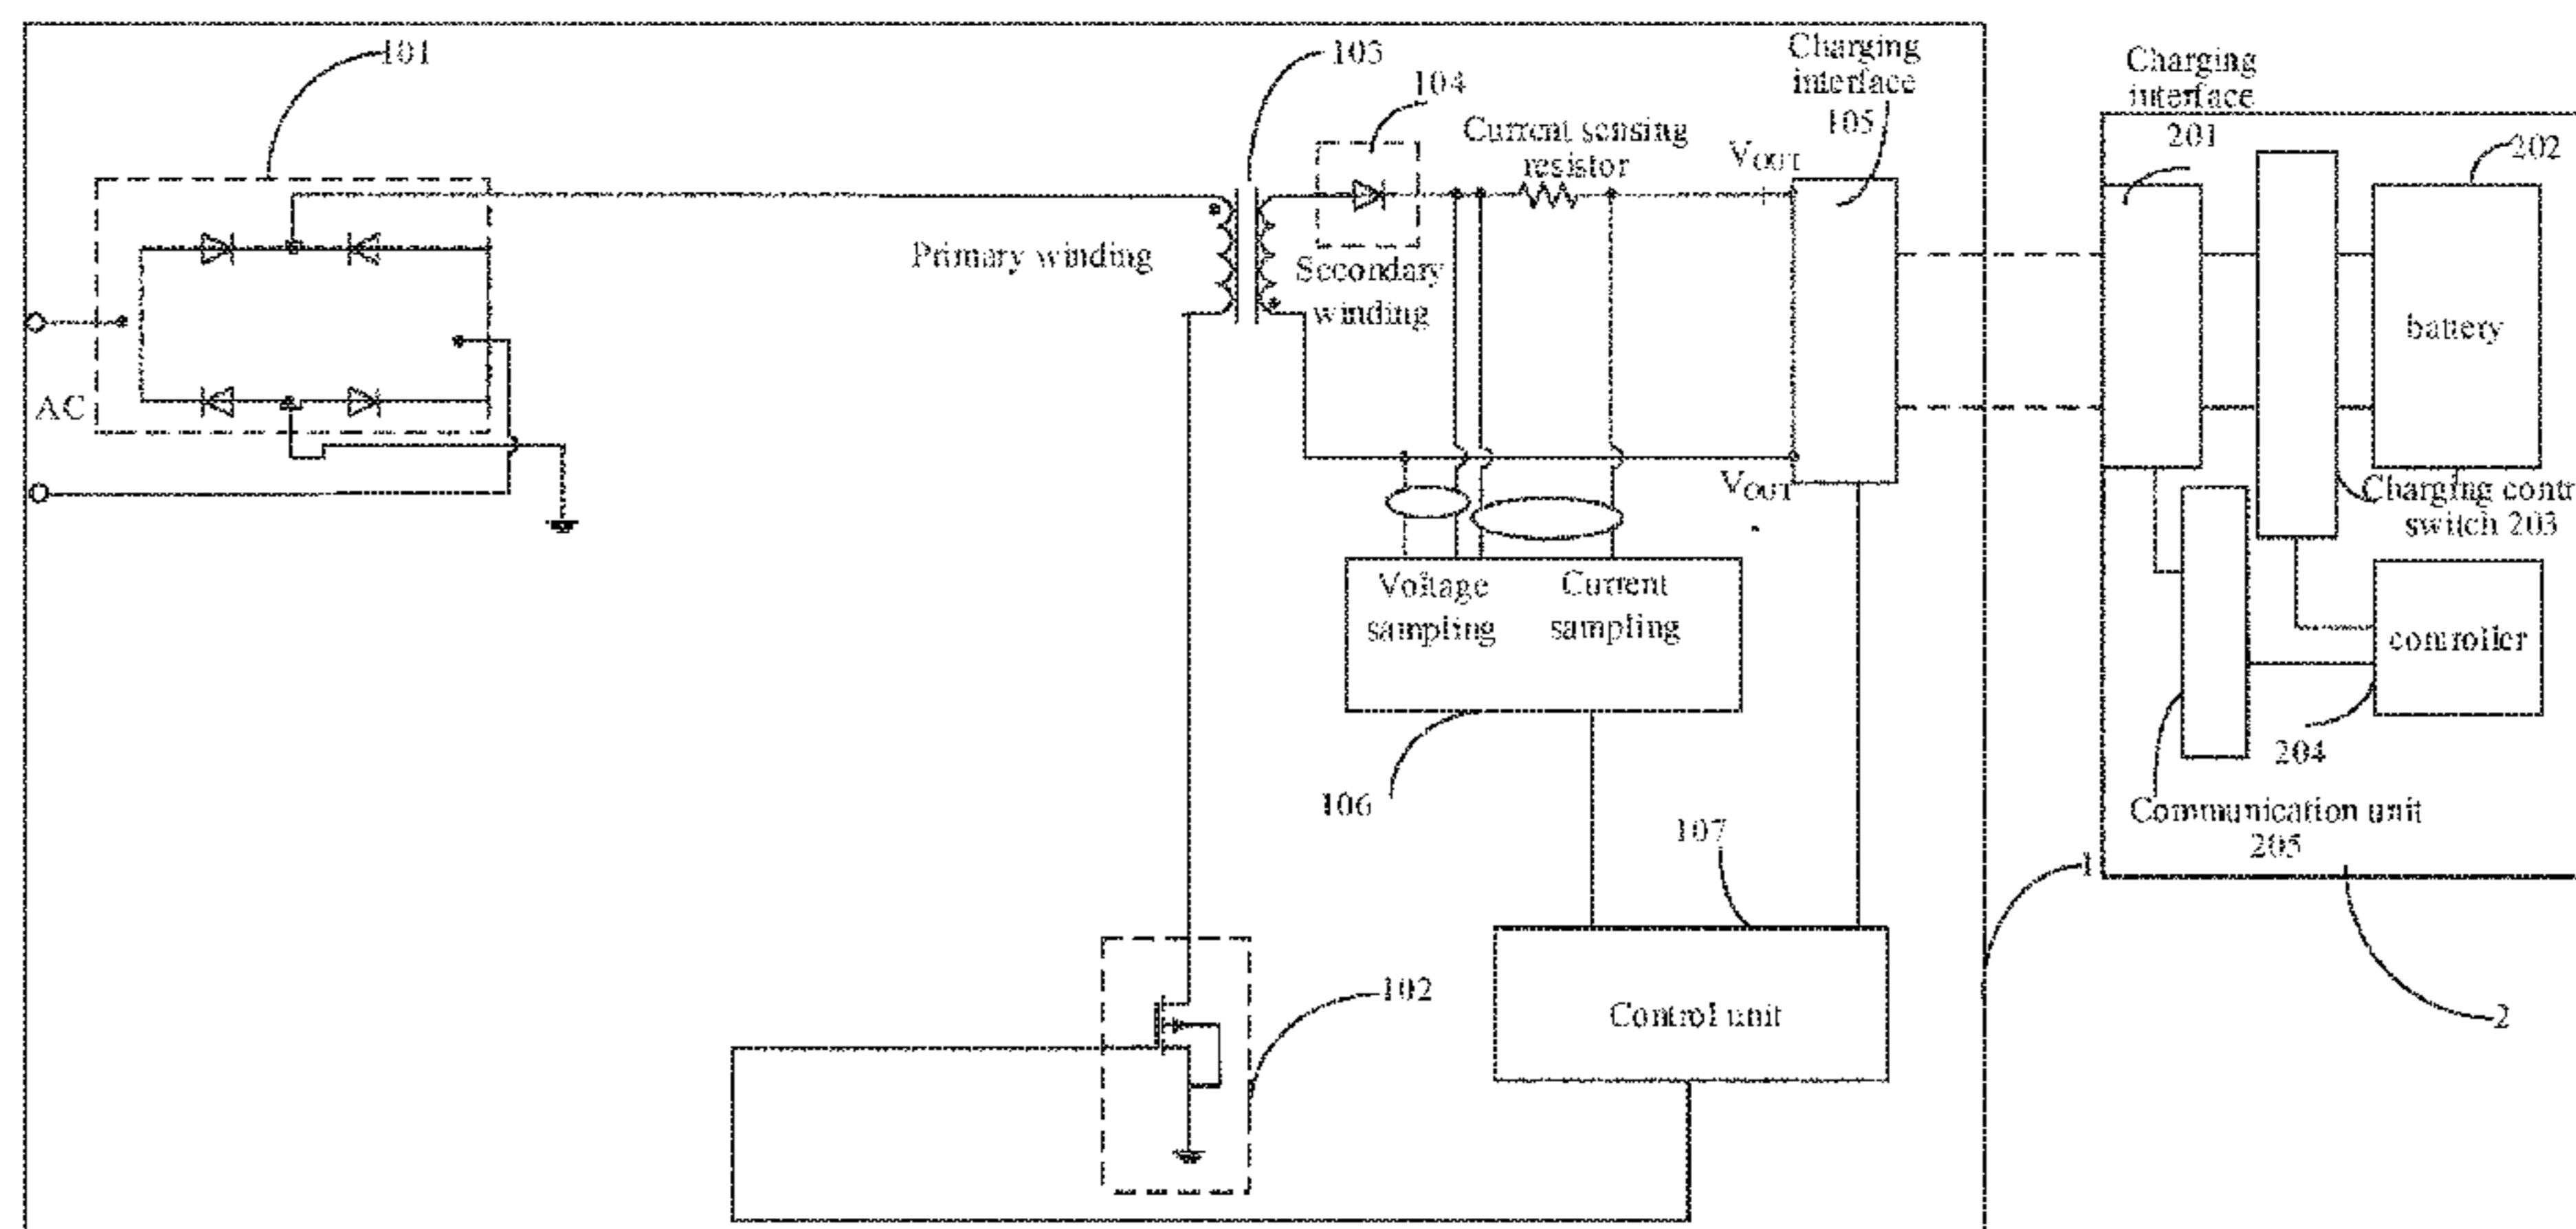 101
103
104
Charging
interface
105
Current sensing
resistor
VOUT
Charging
interface
201
202
Primary winding
Secondary
winding
battery
AC
VOUT
Charging contr
switch 203
Voltage
sampling
Current
sampling
controller
204
106
107
Communication unit
205
1
102
Control unit
2